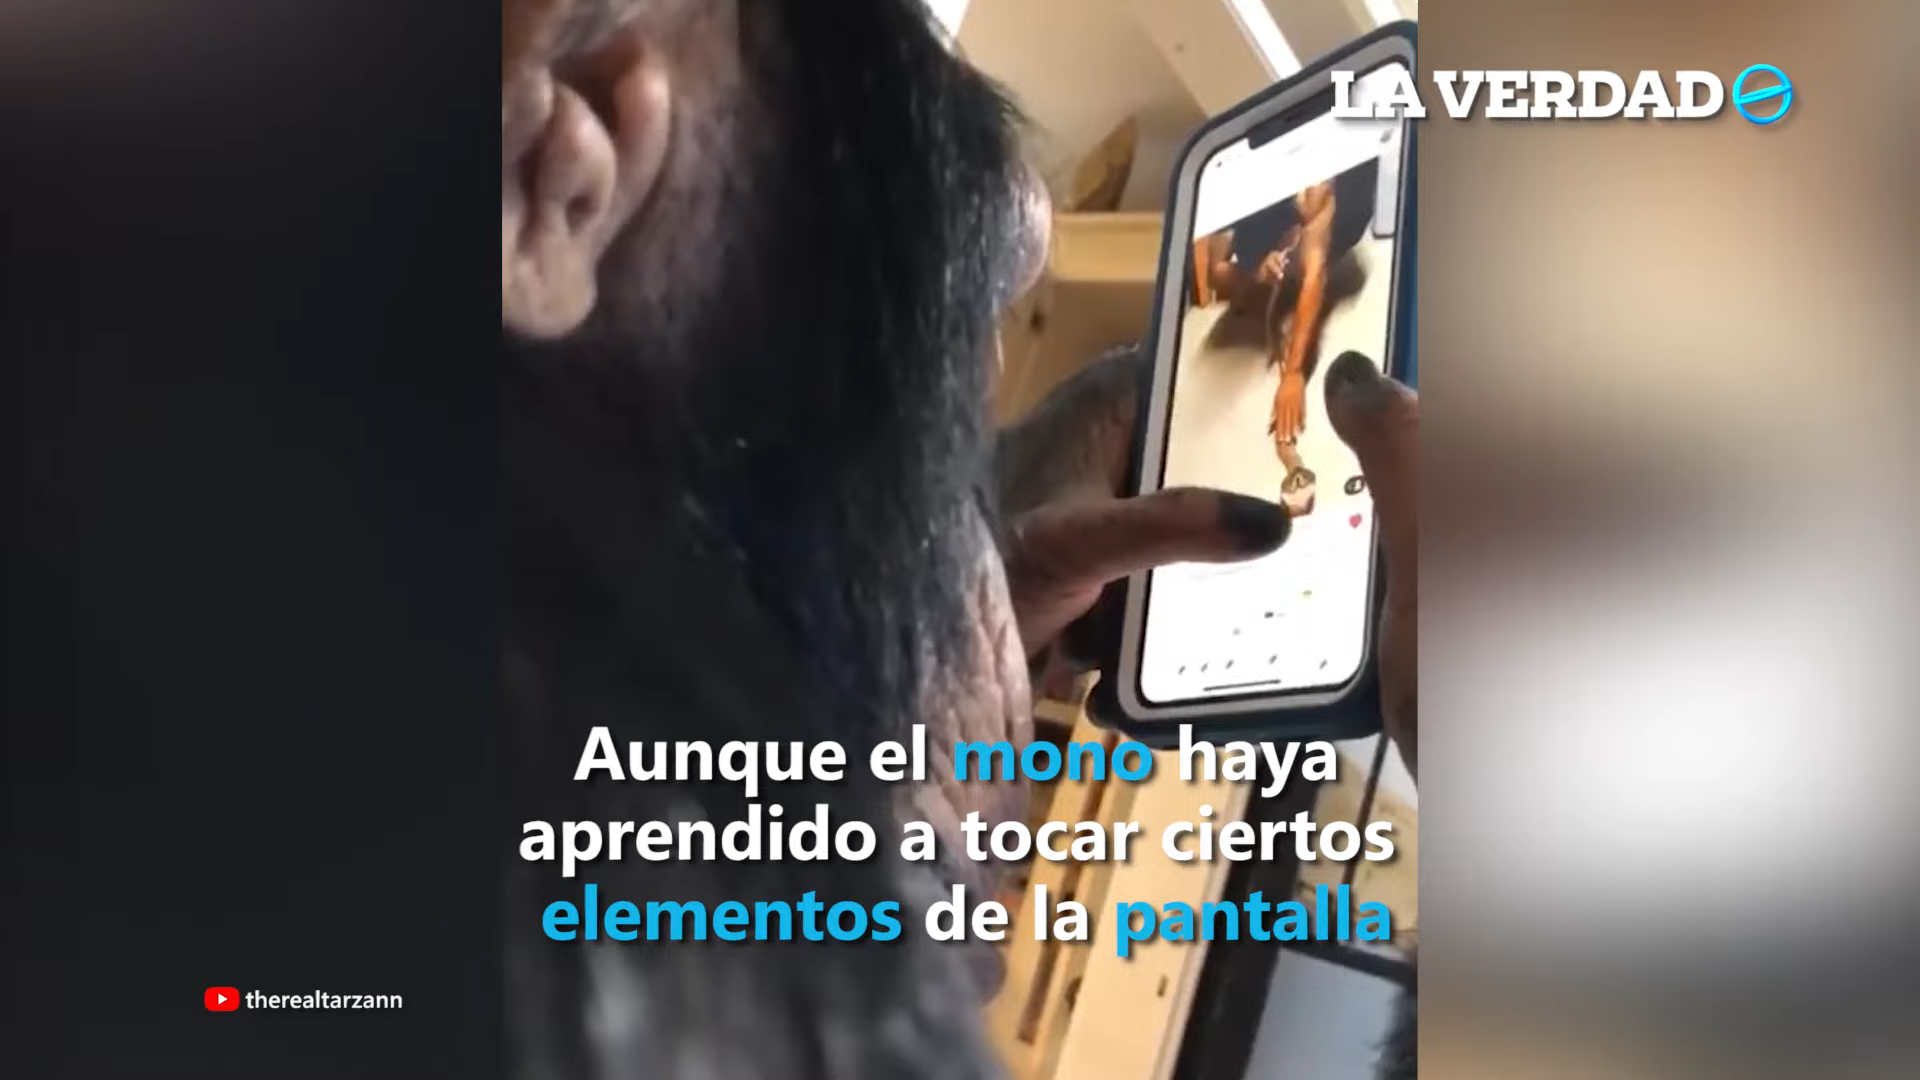 LA VERDAD
Aunque el mono haya
aprendido a tocar ciertos
elementos de la pantalla
therealtarzann